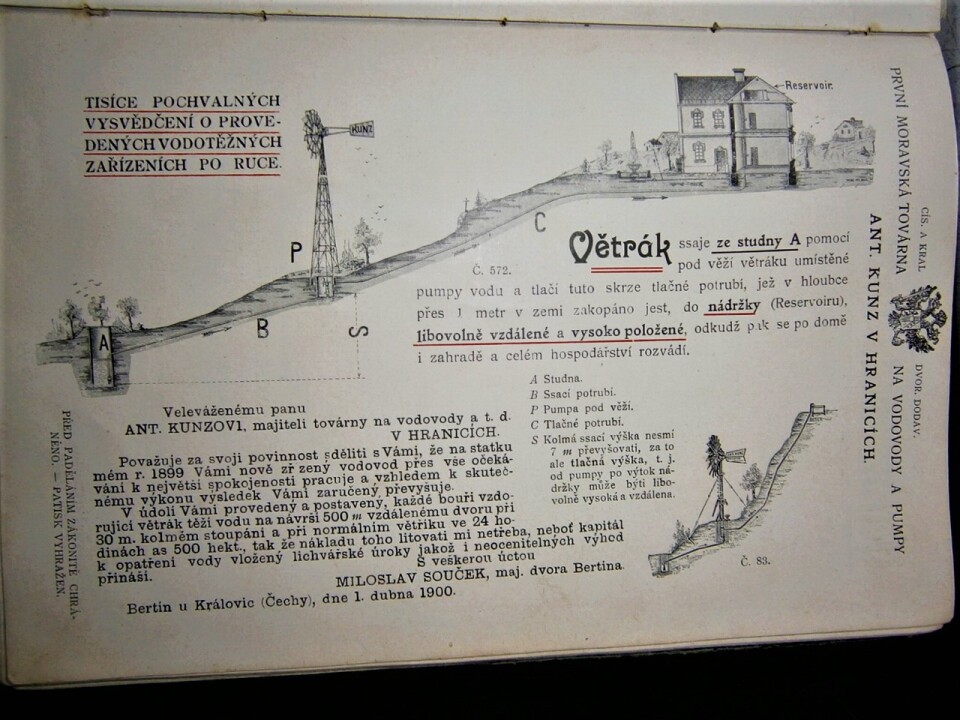 TISÍCE POCHVALNÝCH
VYSVĚDČENÍ O PROVE-
DENÝCH VODOTĚŽNÝCH
ZAŘÍZENÍCH PO RUCE.
KUNZ
Reservoir.
P
C
B
S
A
Č. 572.
Větrák ssaje ze studny A pomocí
pod věží větráku umístěné
pumpy vodu a tlačí tuto skrze tlačné potrubí, jež v hloubce
přes 1 metr v zemi zakopáno jest, do nádržky (Reservoiru),
libovolně vzdálené a vysoko položené, odkudž pak se po domě
i zahradě a celém hospodářství rozvádí.
A Studna.
B Ssací potrubí.
P Pumpa pod věží.
C Tlačné potrubí.
S Kolmá ssací výška nesmí
7 m převyšovati, za to
ale tlačná výška, t. j.
od pumpy po výtok ná-
držky může býti libo-
volně vysoká a vzdálena.
Č. 83.
Veleváženému panu
ANT. KUNZOVI, majiteli továrny na vodovody a t. d.
V HRANICÍCH.
Považuje za svoji povinnost sděliti s Vámi, že na statku
mém r. 1899 Vámi nově zřízený vodovod přes vše očeká-
vání k největší spokojenosti pracuje a vzhledem k skuteč-
nému výkonu výsledek Vámi zaručený převyšuje.
V údolí Vámi provedený a postavený, každé bouři vzdo-
rující větrák těží vodu na návrší 500 m vzdálenému dvoru při
30 m. kolmém stoupání a při normálním větříku ve 24 ho-
dinách as 500 hekt., tak že nákladu toho litovati mi netřeba, neboť kapitál
k opatření vody vložený lichvářské úroky jakož i neocenitelných výhod
přináší.
S veškerou úctou
MILOSLAV SOUČEK, maj. dvora Bertina.
Bertin u Královic (Čechy), dne 1. dubna 1900.
PŘED PADĚLÁNÍM ZÁKONITĚ CHRÁ-
NĚNO. — PATISK VYHRAŽEN.
CÍS. A KRÁL. DVOR. DODAV.
PRVNÍ MORAVSKÁ TOVÁRNA NA VODOVODY A PUMPY
ANT. KUNZ V HRANICÍCH.